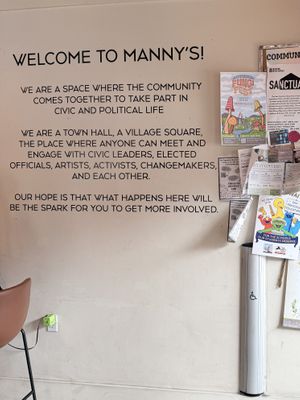 WELCOME TO MANNY'S!
WE ARE A SPACE WHERE THE COMMUNITY
COMES TOGETHER TO TAKE PART IN
CIVIC AND POLITICAL LIFE
WE ARE A TOWN HALL, A VILLAGE SQUARE,
THE PLACE WHERE ANYONE CAN MEET AND
ENGAGE WITH CIVIC LEADERS, ELECTED
OFFICIALS, ARTISTS, ACTIVISTS, CHANGEMAKERS,
AND EACH OTHER.
OUR HOPE IS THAT WHAT HAPPENS HERE WILL
BE THE SPARK FOR YOU TO GET MORE INVOLVED.
COMMUN
SANCTUA